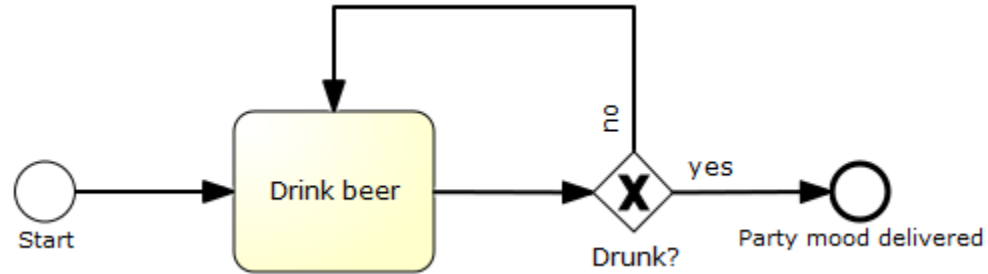 no
yes
Drink beer
Start
Drunk?
Party mood delivered